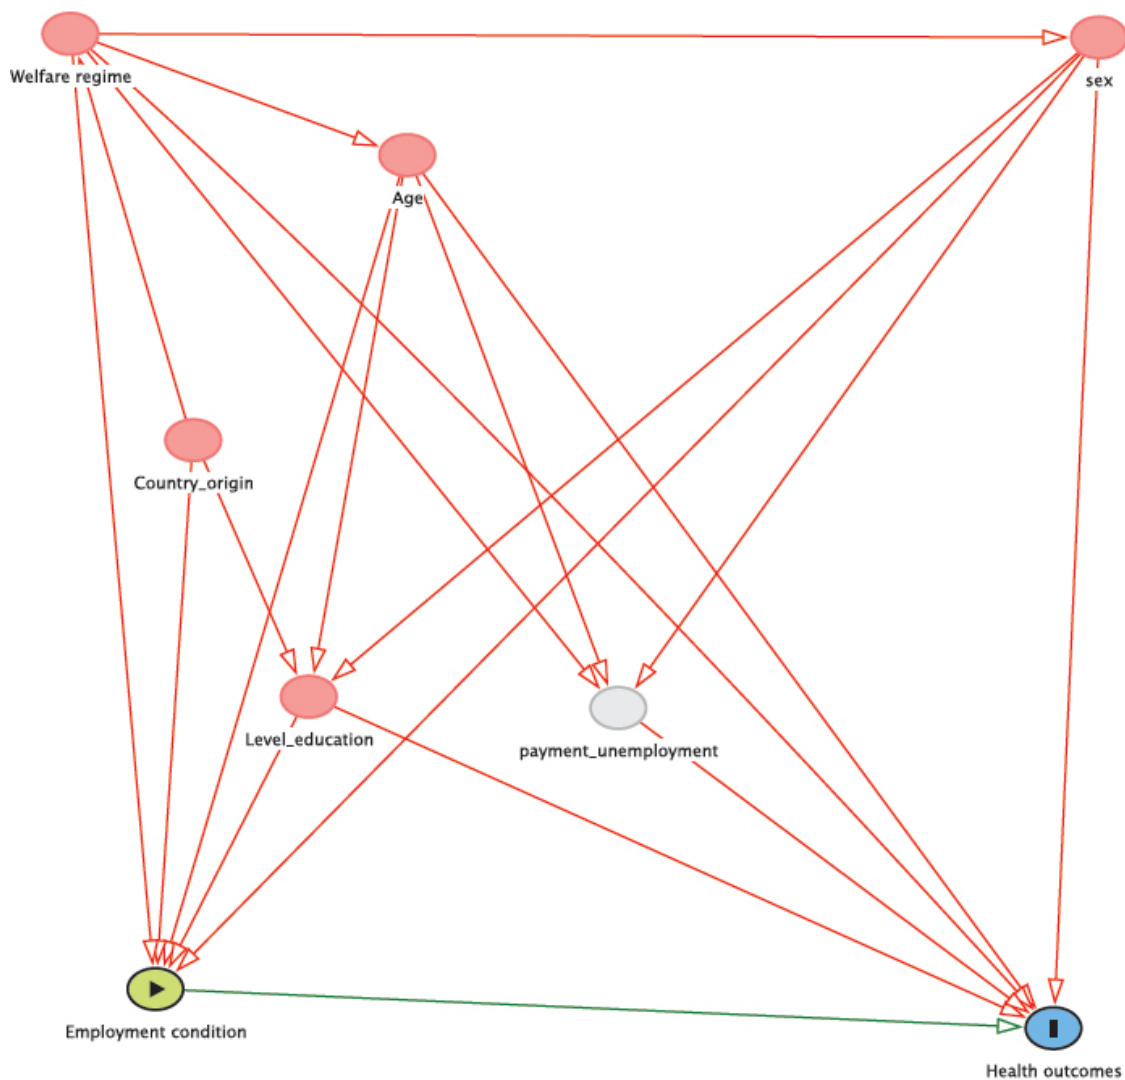 Welfare regime
sex
Age
Country_origin
Level_education
payment_unemployment
Employment condition
Health outcomes